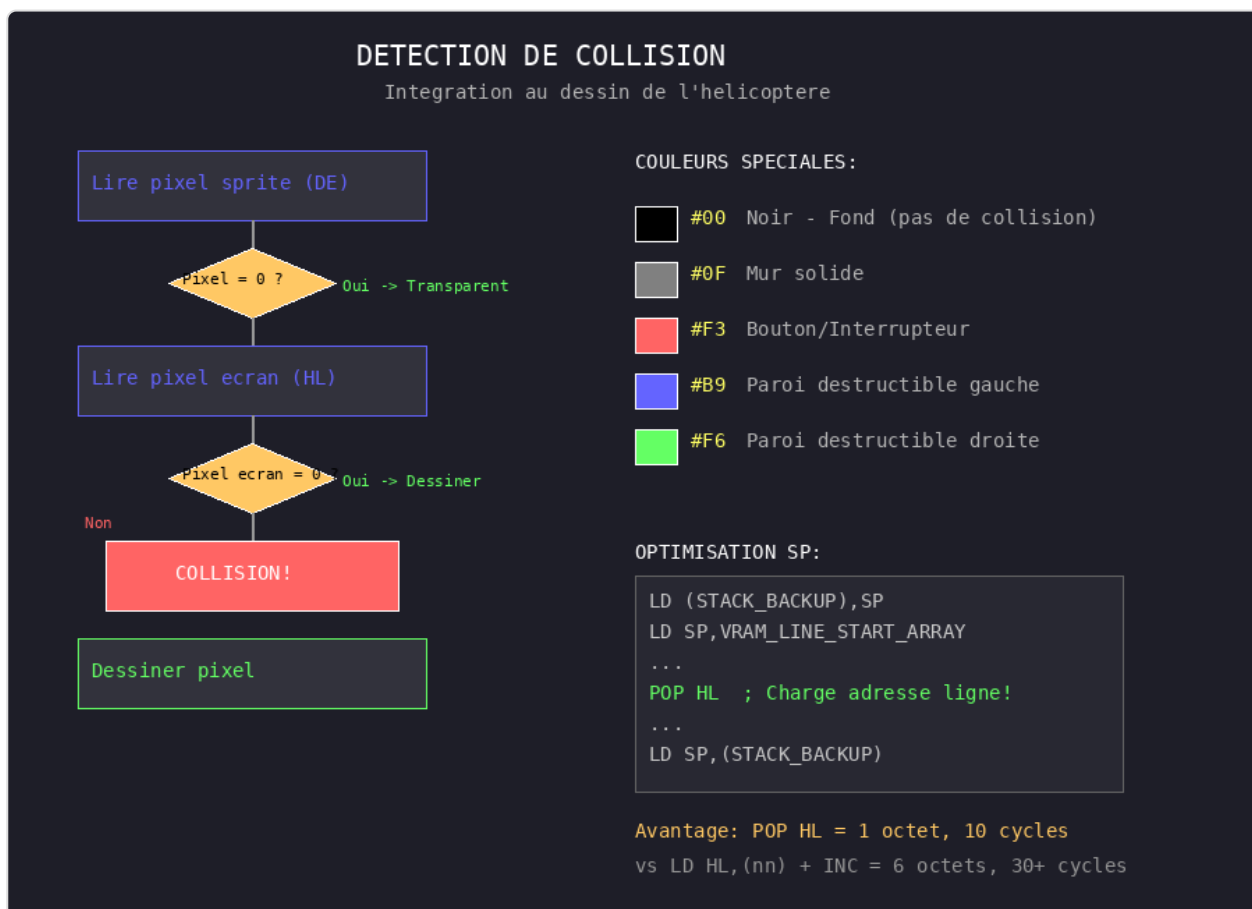 DETECTION DE COLLISION
Integration au dessin de l'helicoptere
Lire pixel sprite (DE)
Pixel = 0 ?
Oui -> Transparent
Lire pixel ecran (HL)
Pixel ecran = 0 ?
Oui -> Dessiner
Non
COLLISION!
Dessiner pixel
COULEURS SPECIALES:
#00 Noir - Fond (pas de collision)
#0F Mur solide
#F3 Bouton/Interrupteur
#B9 Paroi destructible gauche
#F6 Paroi destructible droite
OPTIMISATION SP:
LD (STACK_BACKUP),SP
LD SP,VRAM_LINE_START_ARRAY
...
POP HL ; Charge adresse ligne!
...
LD SP,(STACK_BACKUP)
Avantage: POP HL = 1 octet, 10 cycles
vs LD HL,(nn) + INC = 6 octets, 30+ cycles